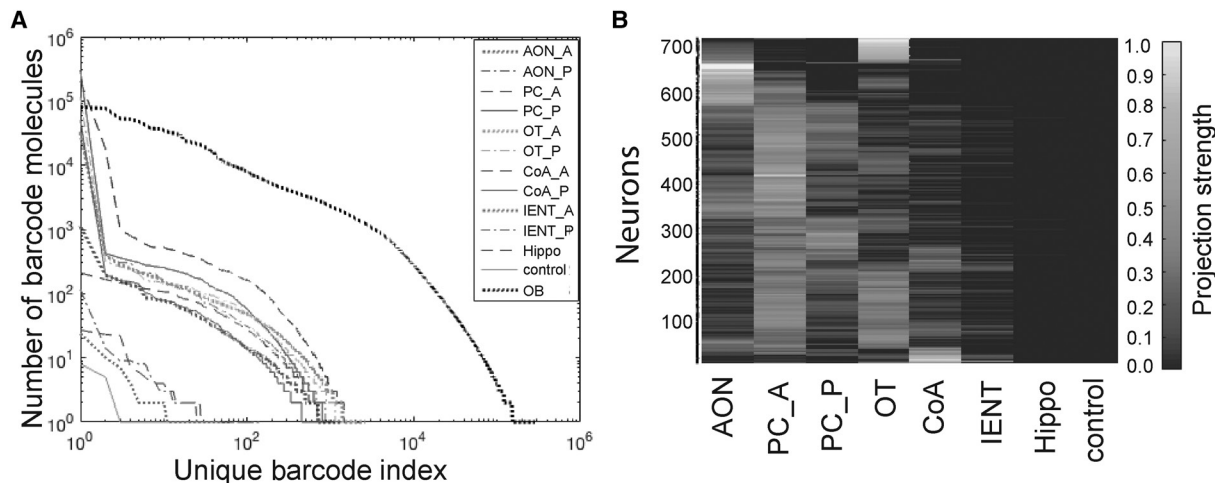 A
Number of barcode molecules
10^6
10^5
10^4
10^3
10^2
10^1
10^0
10^0
10^2
10^4
10^6
Unique barcode index
AON_A
AON_P
PC_A
PC_P
OT_A
OT_P
CoA_A
CoA_P
IENT_A
IENT_P
Hippo
control
OB
B
Neurons
700
600
500
400
300
200
100
AON
PC_A
PC_P
OT
CoA
IENT
Hippo
control
1.0
0.9
0.8
0.7
0.6
0.5
0.4
0.3
0.2
0.1
0.0
Projection strength